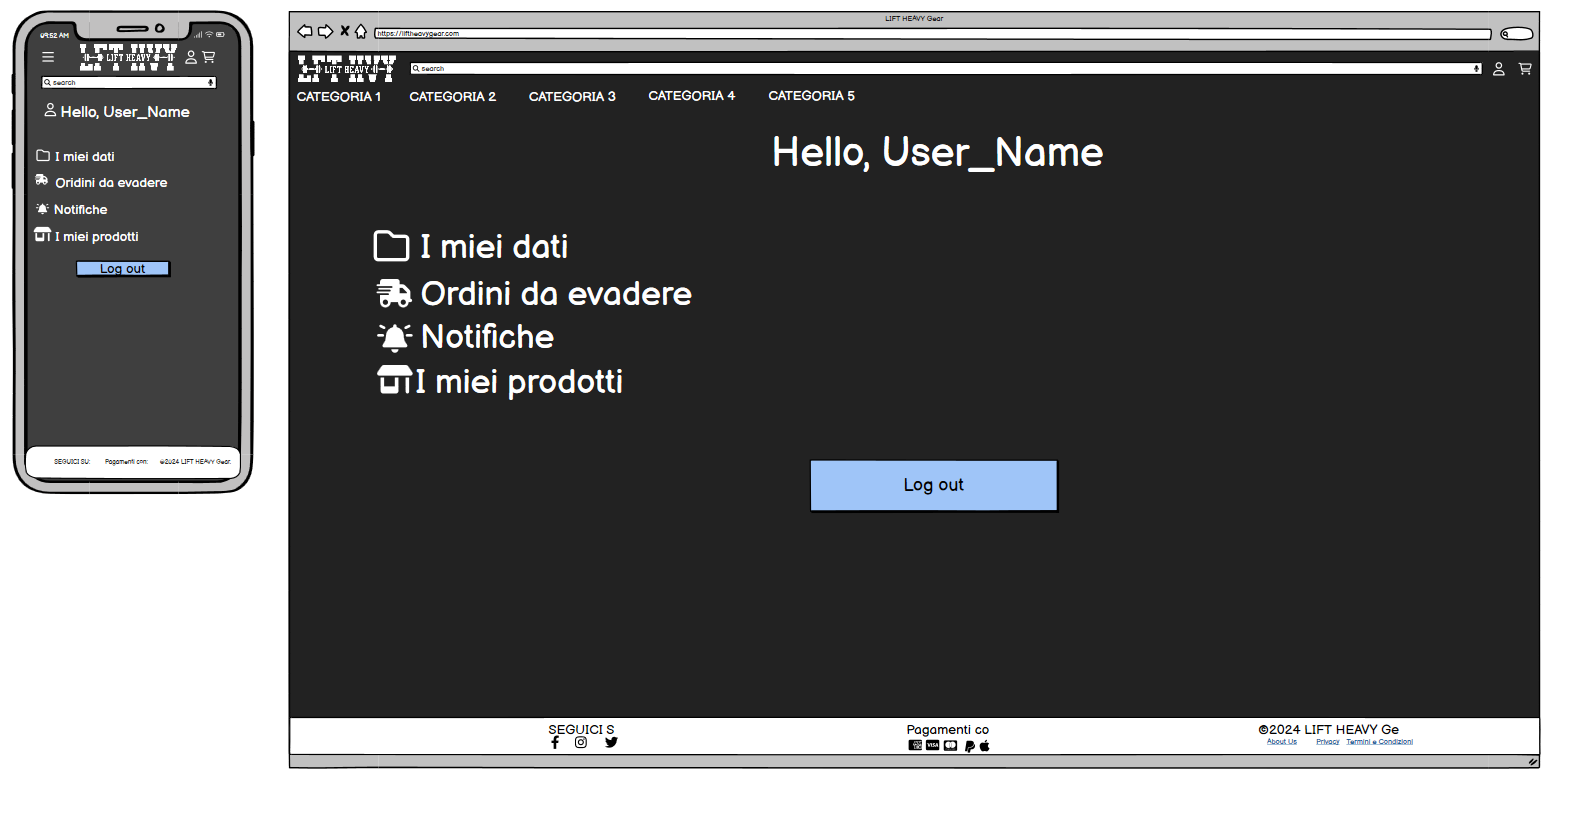 09:52 AM
LIFT HEAVY
search
Hello, User_Name
I miei dati
Oridini da evadere
Notifiche
I miei prodotti
Log out
SEGUICI SU:
Pagamenti con:
©2024 LIFT HEAVY Gear.
LIFT HEAVY Gear
https://liftheavygear.com
LIFT HEAVY
search
CATEGORIA 1 CATEGORIA 2 CATEGORIA 3 CATEGORIA 4 CATEGORIA 5
Hello, User_Name
I miei dati
Ordini da evadere
Notifiche
I miei prodotti
Log out
SEGUICI S
Pagamenti co
VISA
©2024 LIFT HEAVY Ge
About Us Privacy Termini e Condizioni